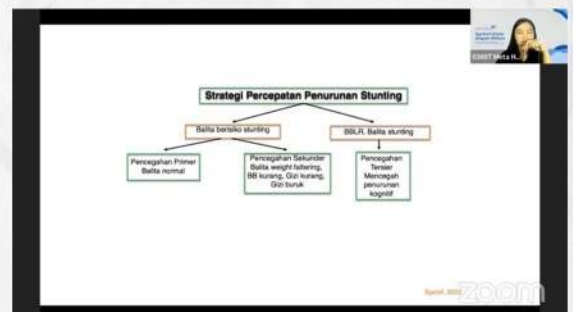 Strategi Percepatan Penurunan Stunting
Balita berisiko stunting
BBLR, Balita stunting
Pencegahan Primer
Balita normal
Pencegahan Sekunder
Balita weight faltering,
BB kurang, Gizi kurang,
Gizi buruk
Pencegahan
Tersier
Mencegah
penurunan
kognitif
zoom